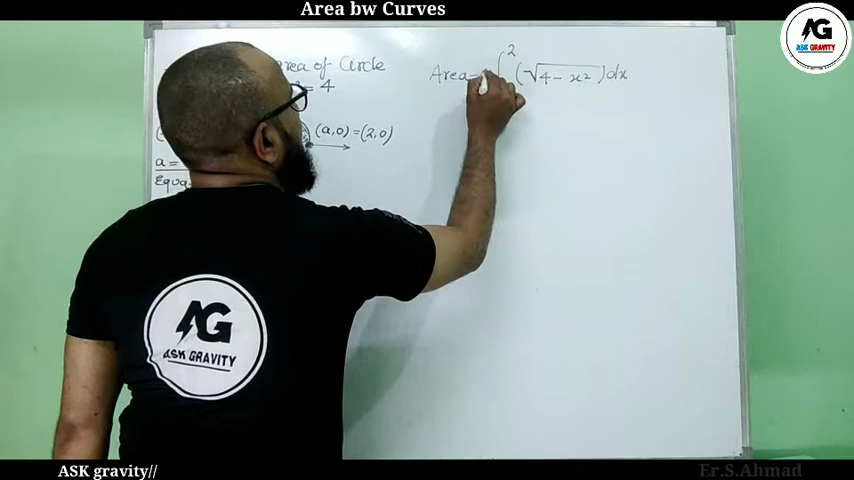 Area bw Curves
AG
ASK GRAVITY
area of Circle
= 4
(a,0) = (2,0)
a =
Equa
Area = ∫ 2 (√4 - x²) dx
AG
ASK GRAVITY
ASK gravity//
Er.S.Ahmad